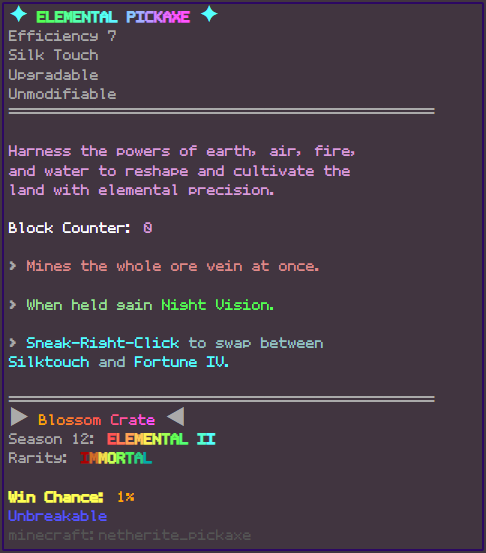 ✦ ELEMENTAL PICKAXE ✦
Efficiency 7
Silk Touch
Upgradable
Unmodifiable
Harness the powers of earth, air, fire,
and water to reshape and cultivate the
land with elemental precision.
Block Counter: 0
> Mines the whole ore vein at once.
> When held gain Night Vision.
> Sneak-Right-Click to swap between
Silktouch and Fortune IV.
▶ Blossom Crate ◀
Season 12: ELEMENTAL II
Rarity: IMMORTAL
Win Chance: 1%
Unbreakable
minecraft:netherite_pickaxe